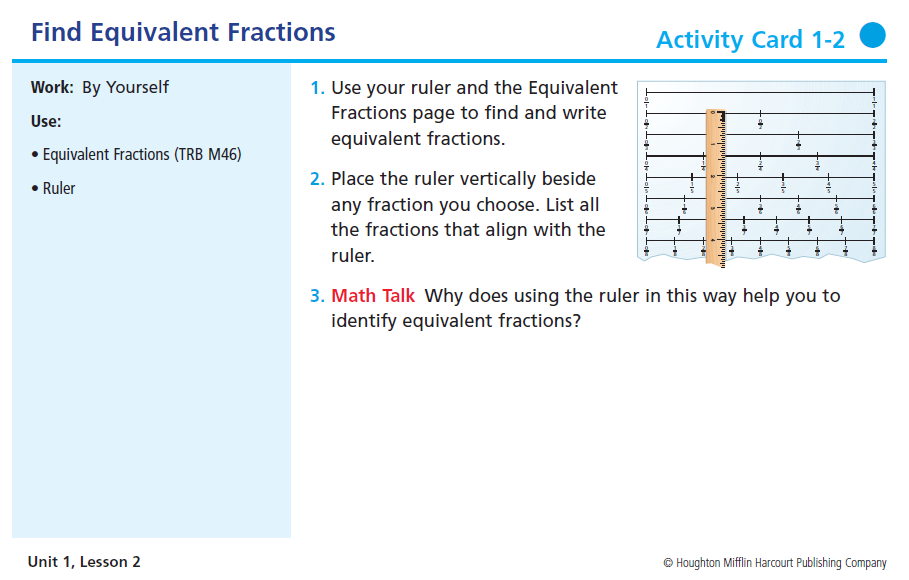 Find Equivalent Fractions
Activity Card 1-2
Work: By Yourself
Use:
• Equivalent Fractions (TRB M46)
• Ruler
1. Use your ruler and the Equivalent
Fractions page to find and write
equivalent fractions.
2. Place the ruler vertically beside
any fraction you choose. List all
the fractions that align with the
ruler.
3. Math Talk Why does using the ruler in this way help you to
identify equivalent fractions?
Unit 1, Lesson 2
© Houghton Mifflin Harcourt Publishing Company